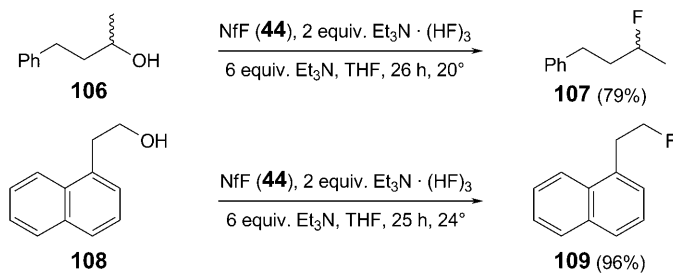 NfF (44), 2 equiv. Et₃N · (HF)₃
F
Ph
OH
6 equiv. Et₃N, THF, 26 h, 20°
Ph
106
107 (79%)
OH
NfF (44), 2 equiv. Et₃N · (HF)₃
F
6 equiv. Et₃N, THF, 25 h, 24°
108
109 (96%)